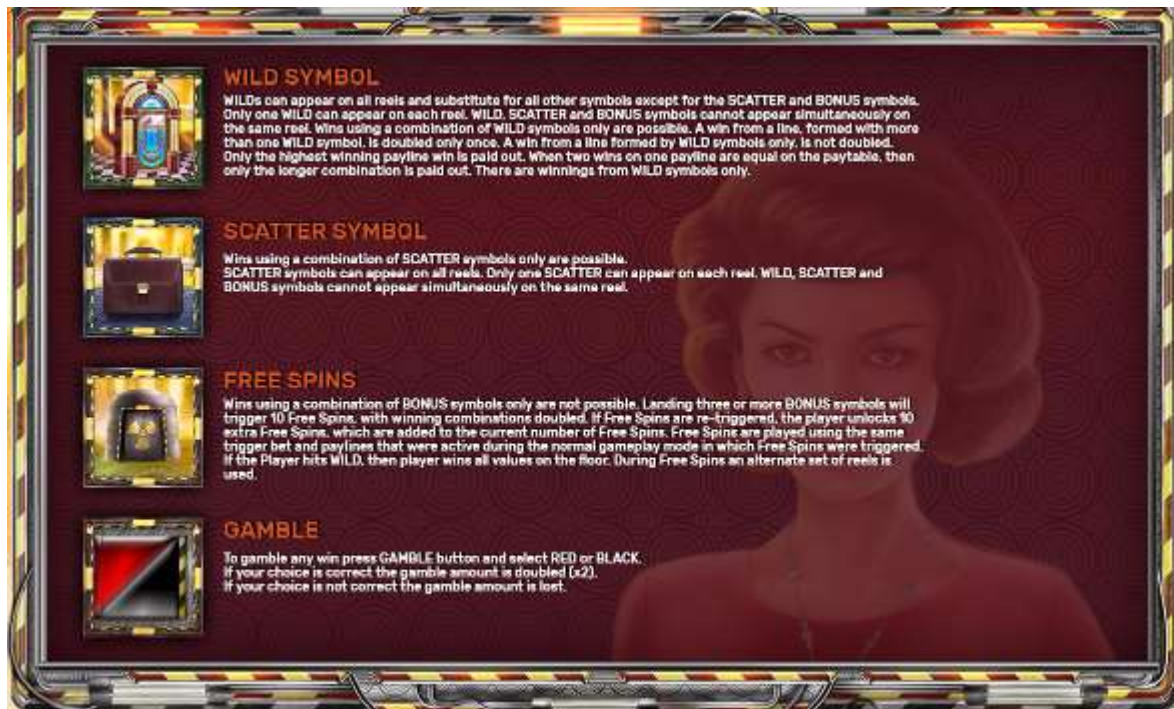 WILD SYMBOL
WILDs can appear on all reels and substitute for all other symbols except for the SCATTER and BONUS symbols.
Only one WILD can appear on each reel. WILD, SCATTER and BONUS symbols cannot appear simultaneously on
the same reel. Wins using a combination of WILD symbols only are possible. A win from a line, formed with more
than one WILD symbol, is doubled only once. A win from a line formed by WILD symbols only, is not doubled.
Only the highest winning payline win is paid out. When two wins on one payline are equal on the paytable, then
only the longer combination is paid out. There are winnings from WILD symbols only.
SCATTER SYMBOL
Wins using a combination of SCATTER symbols only are possible.
SCATTER symbols can appear on all reels. Only one SCATTER can appear on each reel. WILD, SCATTER and
BONUS symbols cannot appear simultaneously on the same reel.
FREE SPINS
Wins using a combination of BONUS symbols only are not possible. Landing three or more BONUS symbols will
trigger 10 Free Spins, with winning combinations doubled. If Free Spins are re-triggered, the player unlocks 10
extra Free Spins, which are added to the current number of Free Spins. Free Spins are played using the same
trigger bet and paylines that were active during the normal gameplay mode in which Free Spins were triggered.
If the Player hits WILD, then player wins all values on the floor. During Free Spins an alternate set of reels is
used.
GAMBLE
To gamble any win press GAMBLE button and select RED or BLACK.
If your choice is correct the gamble amount is doubled (x2).
If your choice is not correct the gamble amount is lost.